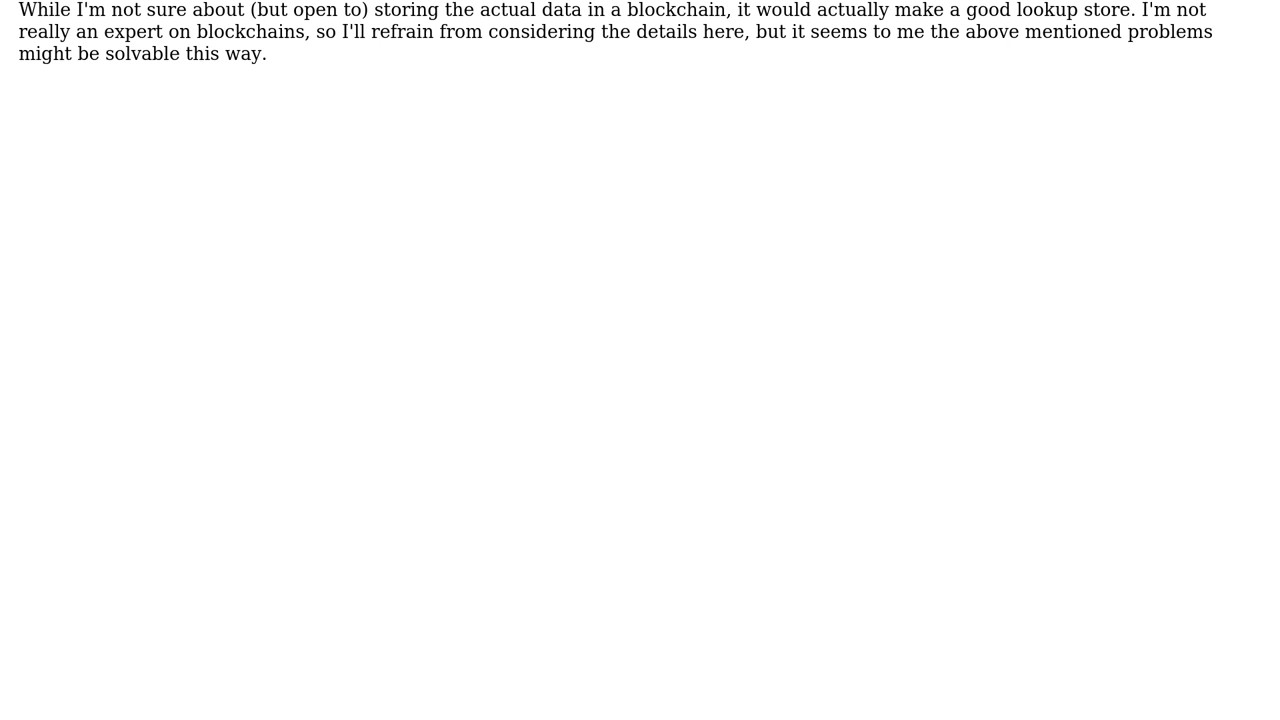 While I'm not sure about (but open to) storing the actual data in a blockchain, it would actually make a good lookup store. I'm not
really an expert on blockchains, so I'll refrain from considering the details here, but it seems to me the above mentioned problems
might be solvable this way.